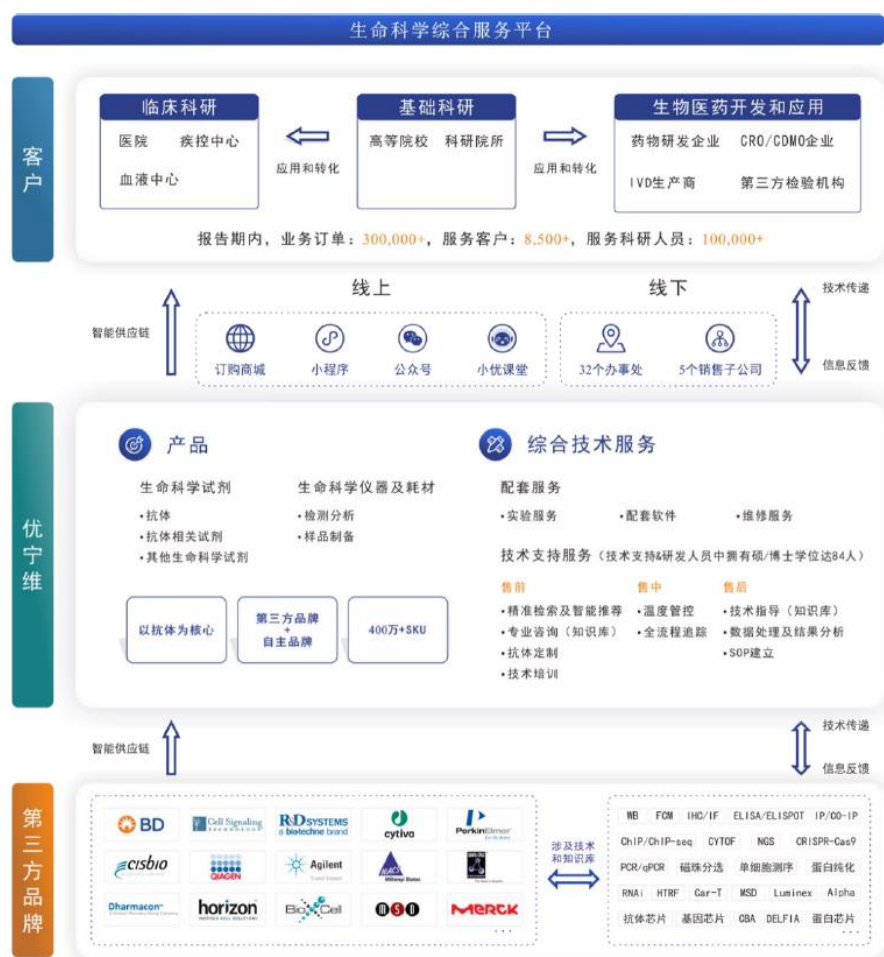 生命科学综合服务平台
客户
临床科研
医院 疾控中心
血液中心
应用和转化
基础科研
高等院校 科研院所
应用和转化
生物医药开发和应用
药物研发企业 CRO/CDMO企业
IVD生产商 第三方检验机构
报告期内，业务订单：300,000+，服务客户：8,500+，服务科研人员：100,000+
智能供应链
线上
订购商城 小程序 公众号 小优课堂
线下
32个办事处 5个销售子公司
技术传递
信息反馈
优宁维
产品
生命科学试剂
•抗体
•抗体相关试剂
•其他生命科学试剂
生命科学仪器及耗材
•检测分析
•样品制备
以抗体为核心
第三方品牌
+
自主品牌
400万+SKU
综合技术服务
配套服务
•实验服务 •配套软件 •维修服务
技术支持服务（技术支持&研发人员中拥有硕/博士学位达84人）
售前
•精准检索及智能推荐
•专业咨询（知识库）
•抗体定制
•技术培训
售中
•温度管控
•全流程追踪
售后
•技术指导（知识库）
•数据处理及结果分析
•SOP建立
智能供应链
技术传递
信息反馈
第三方品牌
BD
Cell Signaling
TECHNOLOGY
R&D SYSTEMS
a biotechne brand
cytiva
PerkinElmer
cisbio
QIAGEN
Agilent
Trusted Answers
MACS
Miltenyi Biotec
Dharmacon
horizon
INSPIRED CELL SOLUTIONS
BioXCell
MSD
MERCK
...
涉及技术
和知识库
WB FCM IHC/IF ELISA/ELISPOT IP/CO-IP
ChIP/ChIP-seq CYTOF NGS CRISPR-Cas9
PCR/qPCR 磁珠分选 单细胞测序 蛋白纯化
RNAi HTRF Car-T MSD Luminex Alpha
抗体芯片 基因芯片 CBA DELFIA 蛋白芯片
...